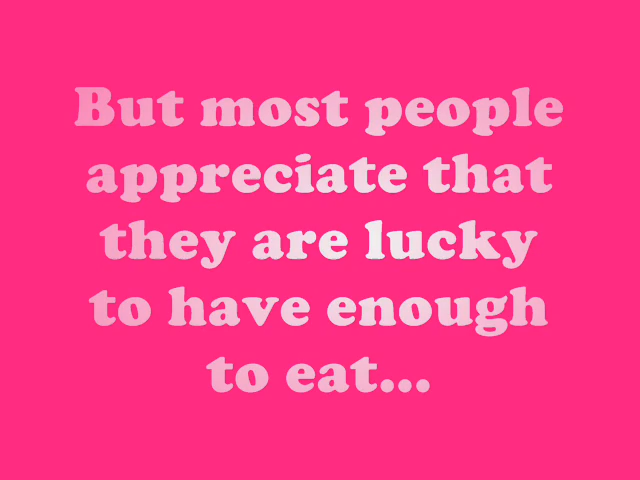 But most people
appreciate that
they are lucky
to have enough
to eat...